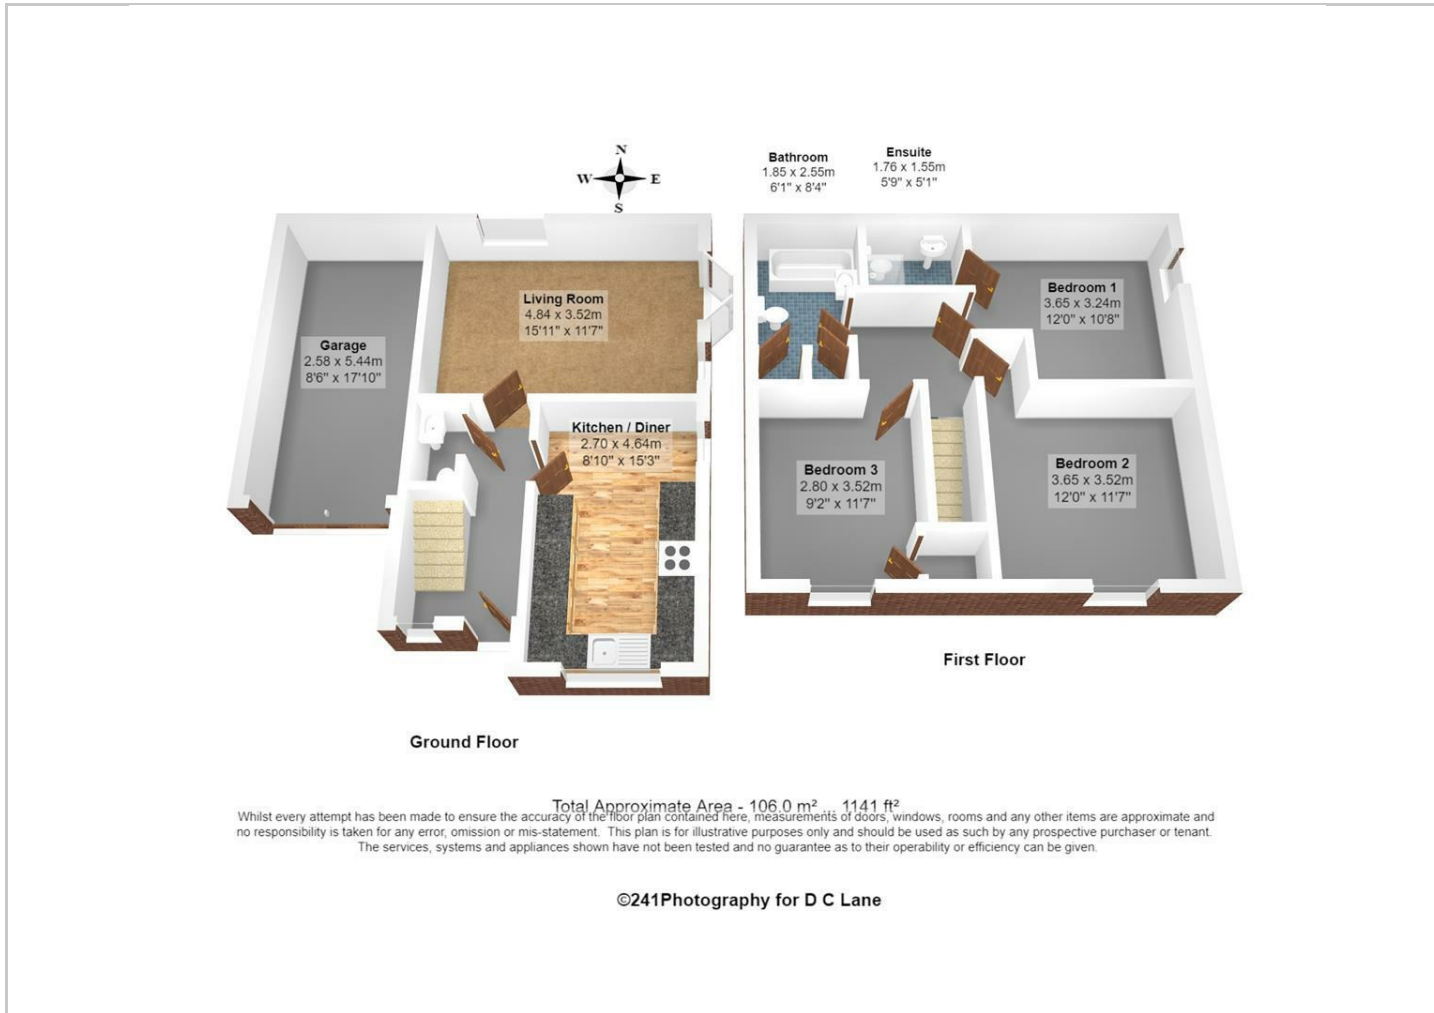 N
W E
S
Bathroom
1.85 x 2.55m
6'1" x 8'4"
Ensuite
1.76 x 1.55m
5'9" x 5'1"
Living Room
4.84 x 3.52m
15'11" x 11'7"
Garage
2.58 x 5.44m
8'6" x 17'10"
Kitchen / Diner
2.70 x 4.64m
8'10" x 15'3"
Bedroom 1
3.65 x 3.24m
12'0" x 10'8"
Bedroom 3
2.80 x 3.52m
9'2" x 11'7"
Bedroom 2
3.65 x 3.52m
12'0" x 11'7"
First Floor
Ground Floor
Total Approximate Area - 106.0 m² ... 1141 ft²
Whilst every attempt has been made to ensure the accuracy of the floor plan contained here, measurements of doors, windows, rooms and any other items are approximate and
no responsibility is taken for any error, omission or mis-statement. This plan is for illustrative purposes only and should be used as such by any prospective purchaser or tenant.
The services, systems and appliances shown have not been tested and no guarantee as to their operability or efficiency can be given.
©241Photography for D C Lane